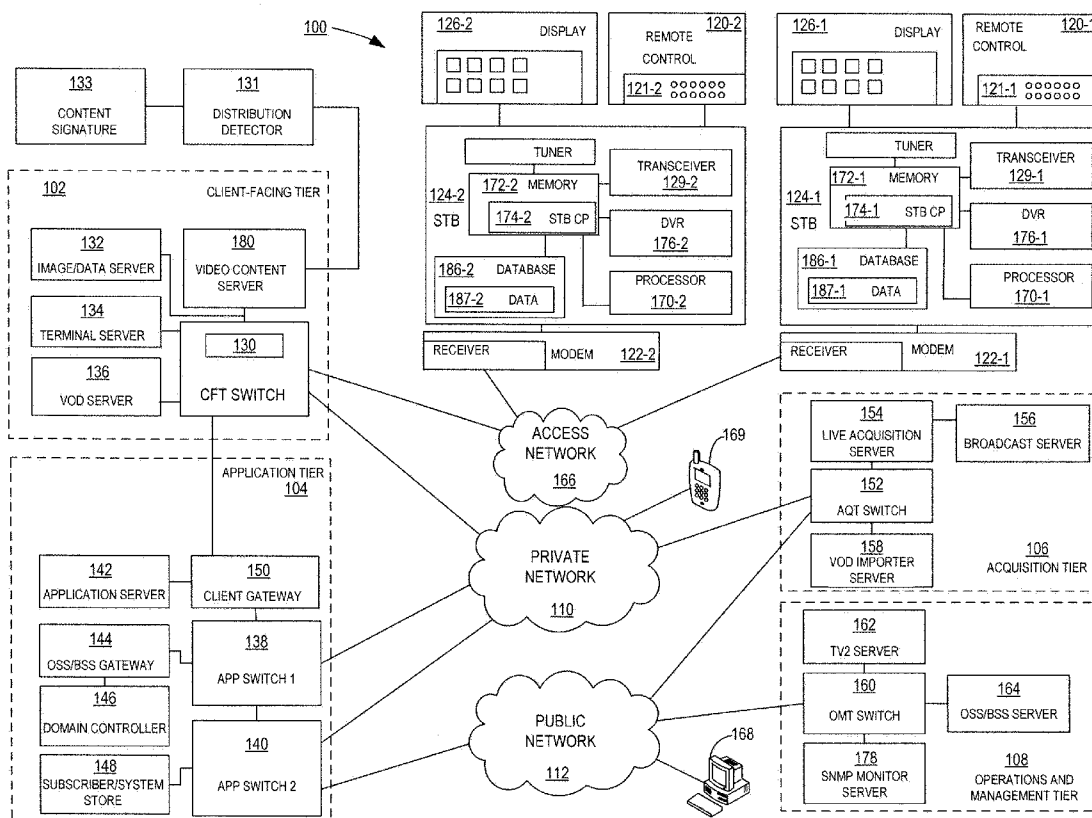 100
126-2
DISPLAY
REMOTE
CONTROL
120-2
121-2
126-1
DISPLAY
REMOTE
CONTROL
120-1
121-1
133
CONTENT
SIGNATURE
131
DISTRIBUTION
DETECTOR
TUNER
172-2
MEMORY
174-2
STB CP
TRANSCEIVER
129-2
124-2
STB
DVR
176-2
186-2
DATABASE
187-2
DATA
PROCESSOR
170-2
RECEIVER
MODEM
122-2
TUNER
172-1
MEMORY
174-1
STB CP
TRANSCEIVER
129-1
124-1
STB
DVR
176-1
186-1
DATABASE
187-1
DATA
PROCESSOR
170-1
RECEIVER
MODEM
122-1
102
CLIENT-FACING TIER
132
IMAGE/DATA SERVER
180
VIDEO CONTENT
SERVER
134
TERMINAL SERVER
136
VOD SERVER
130
CFT SWITCH
ACCESS
NETWORK
166
169
154
LIVE ACQUISITION
SERVER
156
BROADCAST SERVER
152
AQT SWITCH
158
VOD IMPORTER
SERVER
106
ACQUISITION TIER
APPLICATION TIER
104
142
APPLICATION SERVER
150
CLIENT GATEWAY
144
OSS/BSS GATEWAY
138
APP SWITCH 1
146
DOMAIN CONTROLLER
148
SUBSCRIBER/SYSTEM
STORE
140
APP SWITCH 2
PRIVATE
NETWORK
110
PUBLIC
NETWORK
112
168
162
TV2 SERVER
160
OMT SWITCH
164
OSS/BSS SERVER
178
SNMP MONITOR
SERVER
108
OPERATIONS AND
MANAGEMENT TIER